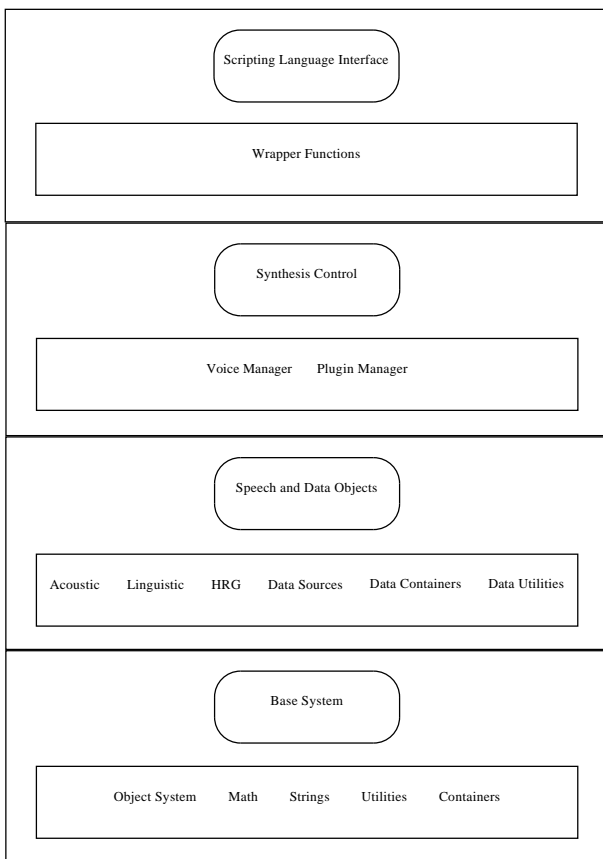 Scripting Language Interface
Wrapper Functions
Synthesis Control
Voice Manager Plugin Manager
Speech and Data Objects
Acoustic Linguistic HRG Data Sources Data Containers Data Utilities
Base System
Object System Math Strings Utilities Containers